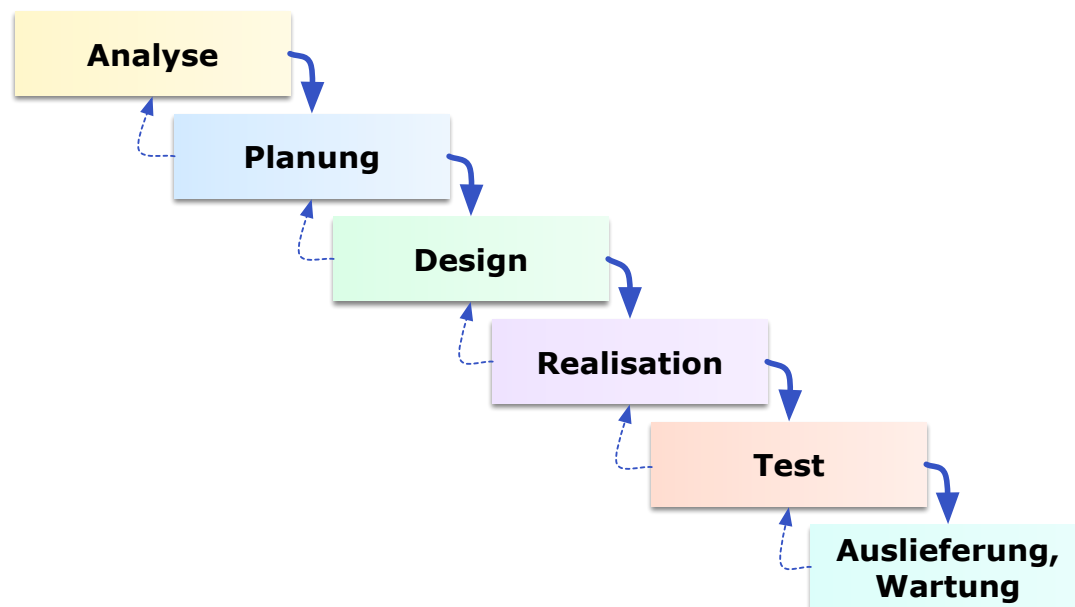 Analyse
Planung
Design
Realisation
Test
Auslieferung,
Wartung